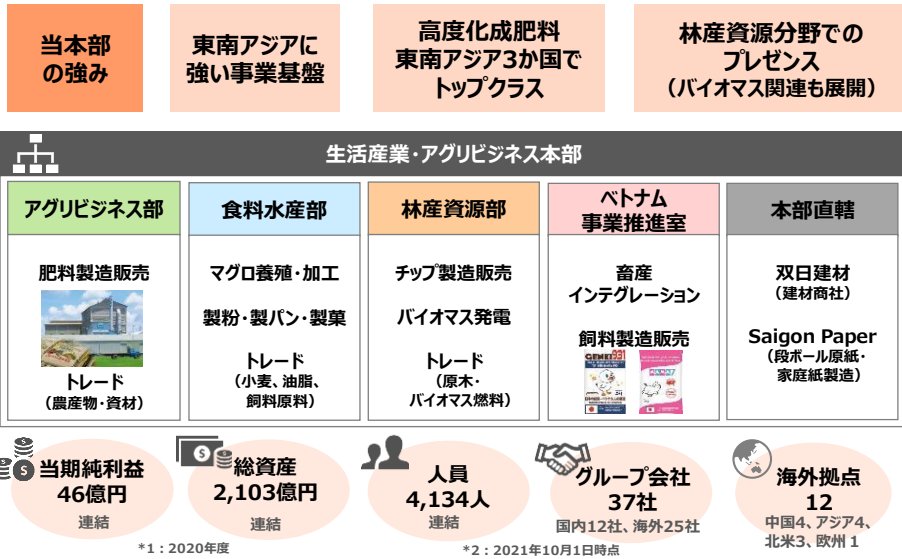 当本部
の強み
東南アジアに
強い事業基盤
高度化成肥料
東南アジア3か国で
トップクラス
林産資源分野での
プレゼンス
（バイオマス関連も展開）
生活産業・アグリビジネス本部
アグリビジネス部
肥料製造販売
トレード
（農産物・資材）
食料水産部
マグロ養殖・加工
製粉・製パン・製菓
トレード
（小麦、油脂、
飼料原料）
林産資源部
チップ製造販売
バイオマス発電
トレード
（原木・
バイオマス燃料）
ベトナム
事業推進室
畜産
インテグレーション
飼料製造販売
GENKI
931
本部直轄
双日建材
（建材商社）
Saigon Paper
（段ボール原紙・
家庭紙製造）
当期純利益
46億円
連結
総資産
2,103億円
連結
人員
4,134人
連結
グループ会社
37社
国内12社、海外25社
海外拠点
12
中国4、アジア4、
北米3、欧州１
*1：2020年度
*2：2021年10月1日時点